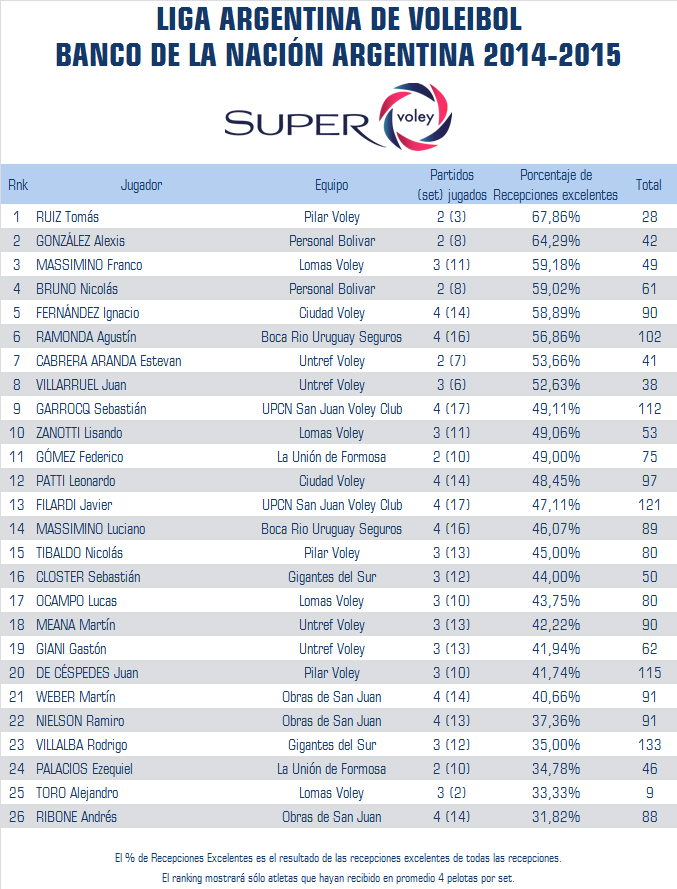 LIGA ARGENTINA DE VOLEIBOL
BANCO DE LA NACIÓN ARGENTINA 2014-2015
SUPER voley
Rnk Jugador Equipo Partidos (set) jugados Porcentaje de Recepciones excelentes Total
1 RUIZ Tomás Pilar Voley 2 (3) 67,86% 28
2 GONZÁLEZ Alexis Personal Bolivar 2 (8) 64,29% 42
3 MASSIMINO Franco Lomas Voley 3 (11) 59,18% 49
4 BRUNO Nicolás Personal Bolivar 2 (8) 59,02% 61
5 FERNÁNDEZ Ignacio Ciudad Voley 4 (14) 58,89% 90
6 RAMONDA Agustín Boca Rio Uruguay Seguros 4 (16) 56,86% 102
7 CABRERA ARANDA Estevan Untref Voley 2 (7) 53,66% 41
8 VILLARRUEL Juan Untref Voley 3 (6) 52,63% 38
9 GARROCQ Sebastián UPCN San Juan Voley Club 4 (17) 49,11% 112
10 ZANOTTI Lisando Lomas Voley 3 (11) 49,06% 53
11 GÓMEZ Federico La Unión de Formosa 2 (10) 49,00% 75
12 PATTI Leonardo Ciudad Voley 4 (14) 48,45% 97
13 FILARDI Javier UPCN San Juan Voley Club 4 (17) 47,11% 121
14 MASSIMINO Luciano Boca Rio Uruguay Seguros 4 (16) 46,07% 89
15 TIBALDO Nicolás Pilar Voley 3 (13) 45,00% 80
16 CLOSTER Sebastián Gigantes del Sur 3 (12) 44,00% 50
17 OCAMPO Lucas Lomas Voley 3 (10) 43,75% 80
18 MEANA Martín Untref Voley 3 (13) 42,22% 90
19 GIANI Gastón Untref Voley 3 (13) 41,94% 62
20 DE CÉSPEDES Juan Pilar Voley 3 (10) 41,74% 115
21 WEBER Martín Obras de San Juan 4 (14) 40,66% 91
22 NIELSON Ramiro Obras de San Juan 4 (13) 37,36% 91
23 VILLALBA Rodrigo Gigantes del Sur 3 (12) 35,00% 133
24 PALACIOS Ezequiel La Unión de Formosa 2 (10) 34,78% 46
25 TORO Alejandro Lomas Voley 3 (2) 33,33% 9
26 RIBONE Andrés Obras de San Juan 4 (14) 31,82% 88
El % de Recepciones Excelentes es el resultado de las recepciones excelentes de todas las recepciones.
El ranking mostrará sólo atletas que hayan recibido en promedio 4 pelotas por set.